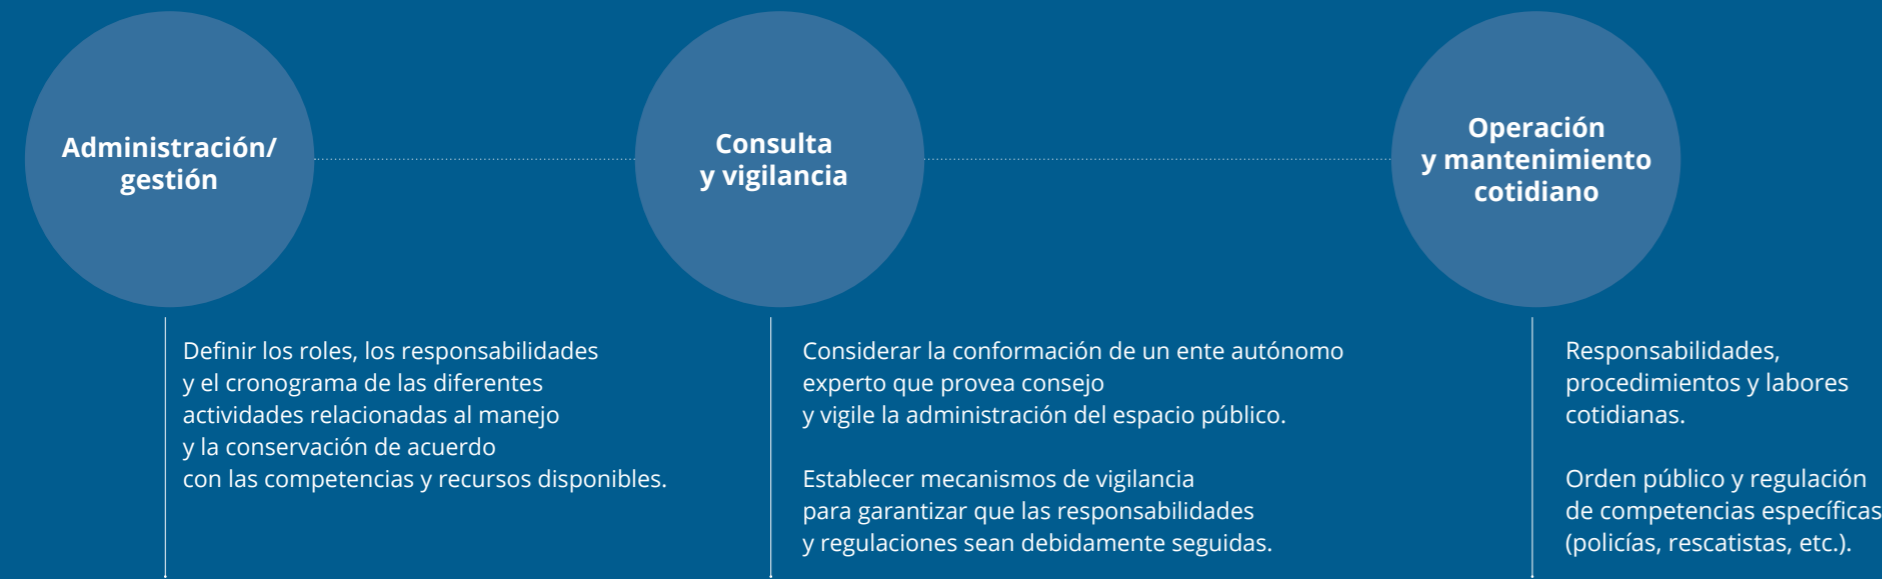 Administración/
gestión
Definir los roles, los responsabilidades
y el cronograma de las diferentes
actividades relacionadas al manejo
y la conservación de acuerdo
con las competencias y recursos disponibles.
Consulta
y vigilancia
Considerar la conformación de un ente autónomo
experto que provea consejo
y vigile la administración del espacio público.
Establecer mecanismos de vigilancia
para garantizar que las responsabilidades
y regulaciones sean debidamente seguidas.
Operación
y mantenimiento
cotidiano
Responsabilidades,
procedimientos y labores
cotidianas.
Orden público y regulación
de competencias específicas
(policías, rescatistas, etc.).